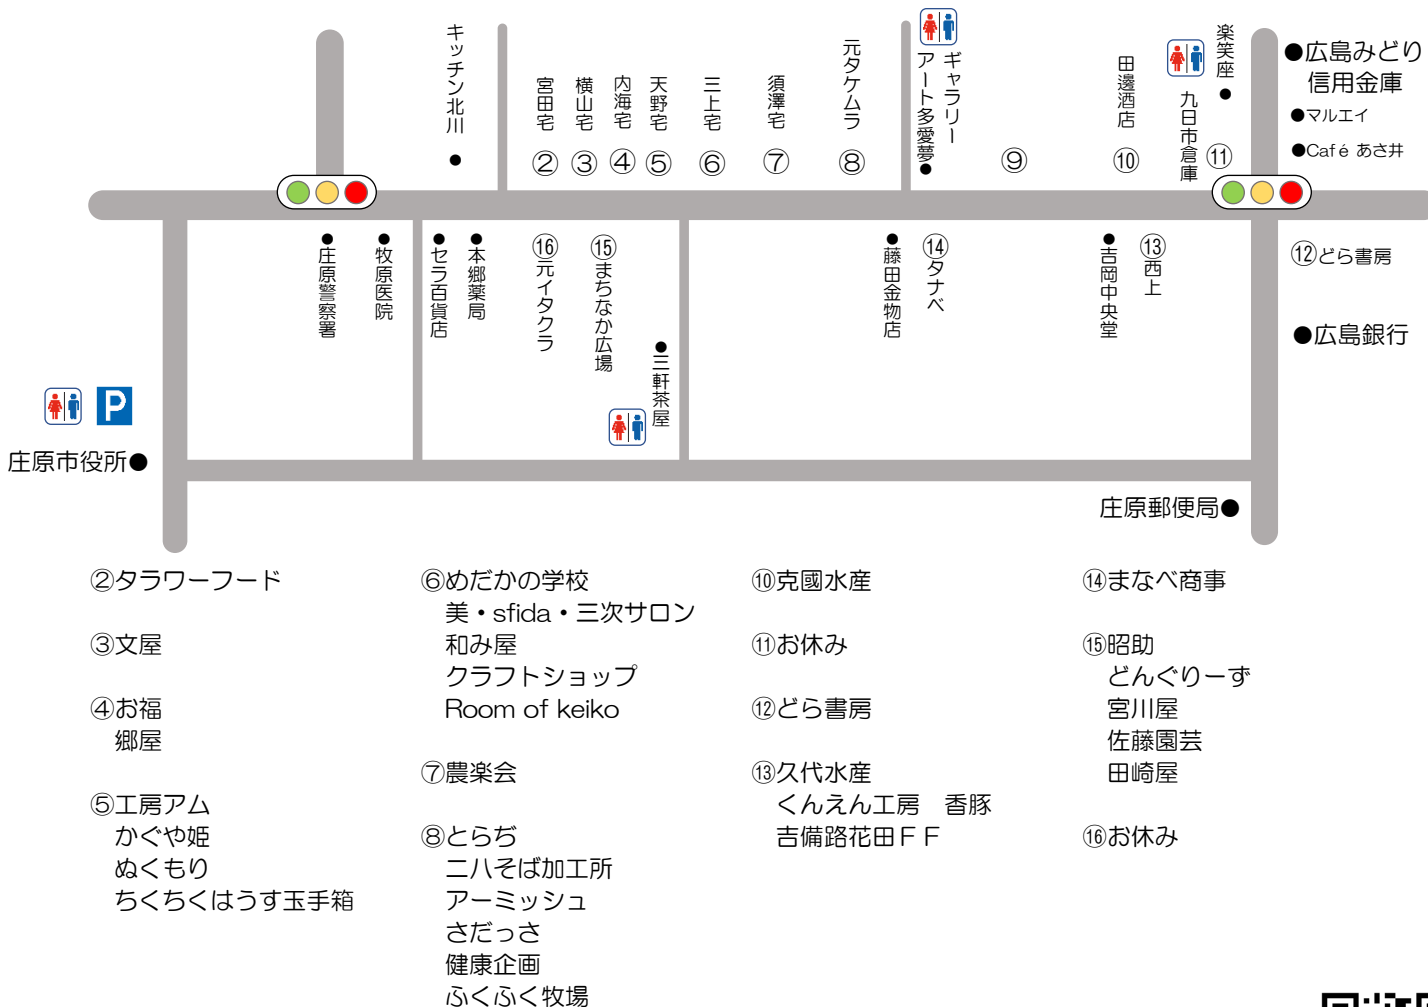 キッチン北川●
宮田宅
②
横山宅
③
内海宅
④
天野宅
⑤
三上宅
⑥
須澤宅
⑦
元タケムラ
⑧
ギャラリー
アート多愛夢●
⑨
田邊酒店
⑩
九日市倉庫
楽笑座●
⑪
●広島みどり
信用金庫
●マルエイ
●Café あさ井
●庄原警察署
●牧原医院
●セラ百貨店
●本郷薬局
⑯元イタクラ
⑮まちなか広場
●三軒茶屋
●藤田金物店
⑭タナベ
●吉岡中央堂
⑬西上
⑫どら書房
●広島銀行
P
庄原市役所●
庄原郵便局●
②タラワーフード
③文屋
④お福
郷屋
⑤工房アム
かぐや姫
ぬくもり
ちくちくはうす玉手箱
⑥めだかの学校
美・sfida・三次サロン
和み屋
クラフトショップ
Room of keiko
⑦農楽会
⑧とらぢ
二八そば加工所
アーミッシュ
さだっさ
健康企画
ふくふく牧場
⑩克國水産
⑪お休み
⑫どら書房
⑬久代水産
くんえん工房　香豚
吉備路花田ＦＦ
⑭まなべ商事
⑮昭助
どんぐりーず
宮川屋
佐藤園芸
田崎屋
⑯お休み